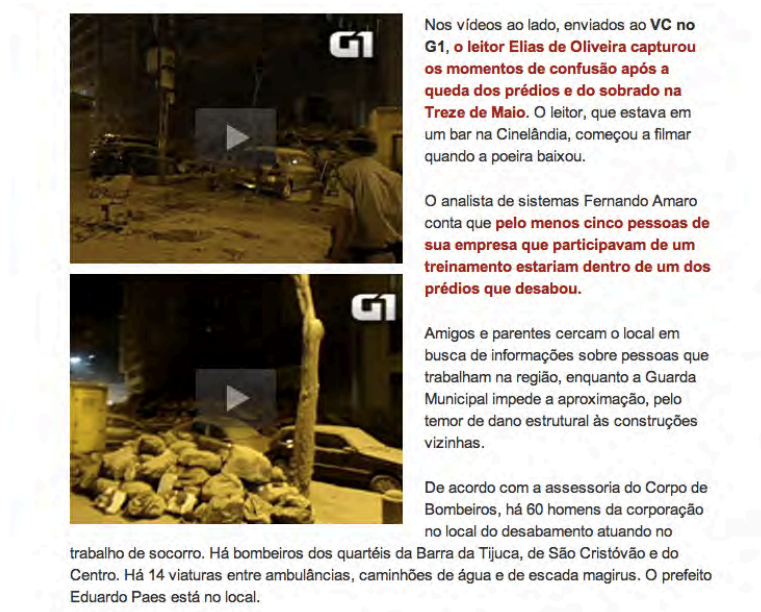 G1
Nos vídeos ao lado, enviados ao VC no
G1, o leitor Elias de Oliveira capturou
os momentos de confusão após a
queda dos prédios e do sobrado na
Treze de Maio. O leitor, que estava em
um bar na Cinelândia, começou a filmar
quando a poeira baixou.
O analista de sistemas Fernando Amaro
conta que pelo menos cinco pessoas de
sua empresa que participavam de um
treinamento estariam dentro de um dos
prédios que desabou.
G1
Amigos e parentes cercam o local em
busca de informações sobre pessoas que
trabalham na região, enquanto a Guarda
Municipal impede a aproximação, pelo
temor de dano estrutural às construções
vizinhas.
De acordo com a assessoria do Corpo de
Bombeiros, há 60 homens da corporação
no local do desabamento atuando no
trabalho de socorro. Há bombeiros dos quartéis da Barra da Tijuca, de São Cristóvão e do
Centro. Há 14 viaturas entre ambulâncias, caminhões de água e de escada magirus. O prefeito
Eduardo Paes está no local.